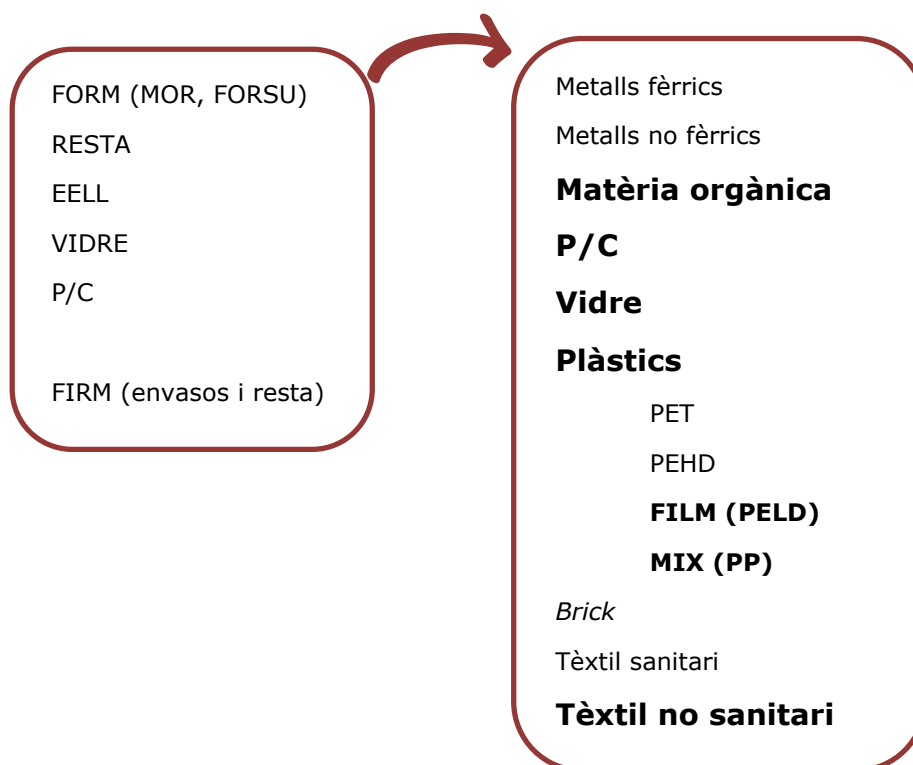 FORM (MOR, FORSU)
RESTA
EELL
VIDRE
P/C
FIRM (envasos i resta)
Metalls fèrrics
Metalls no fèrrics
Matèria orgànica
P/C
Vidre
Plàstics
PET
PEHD
FILM (PELD)
MIX (PP)
Brick
Tèxtil sanitari
Tèxtil no sanitari